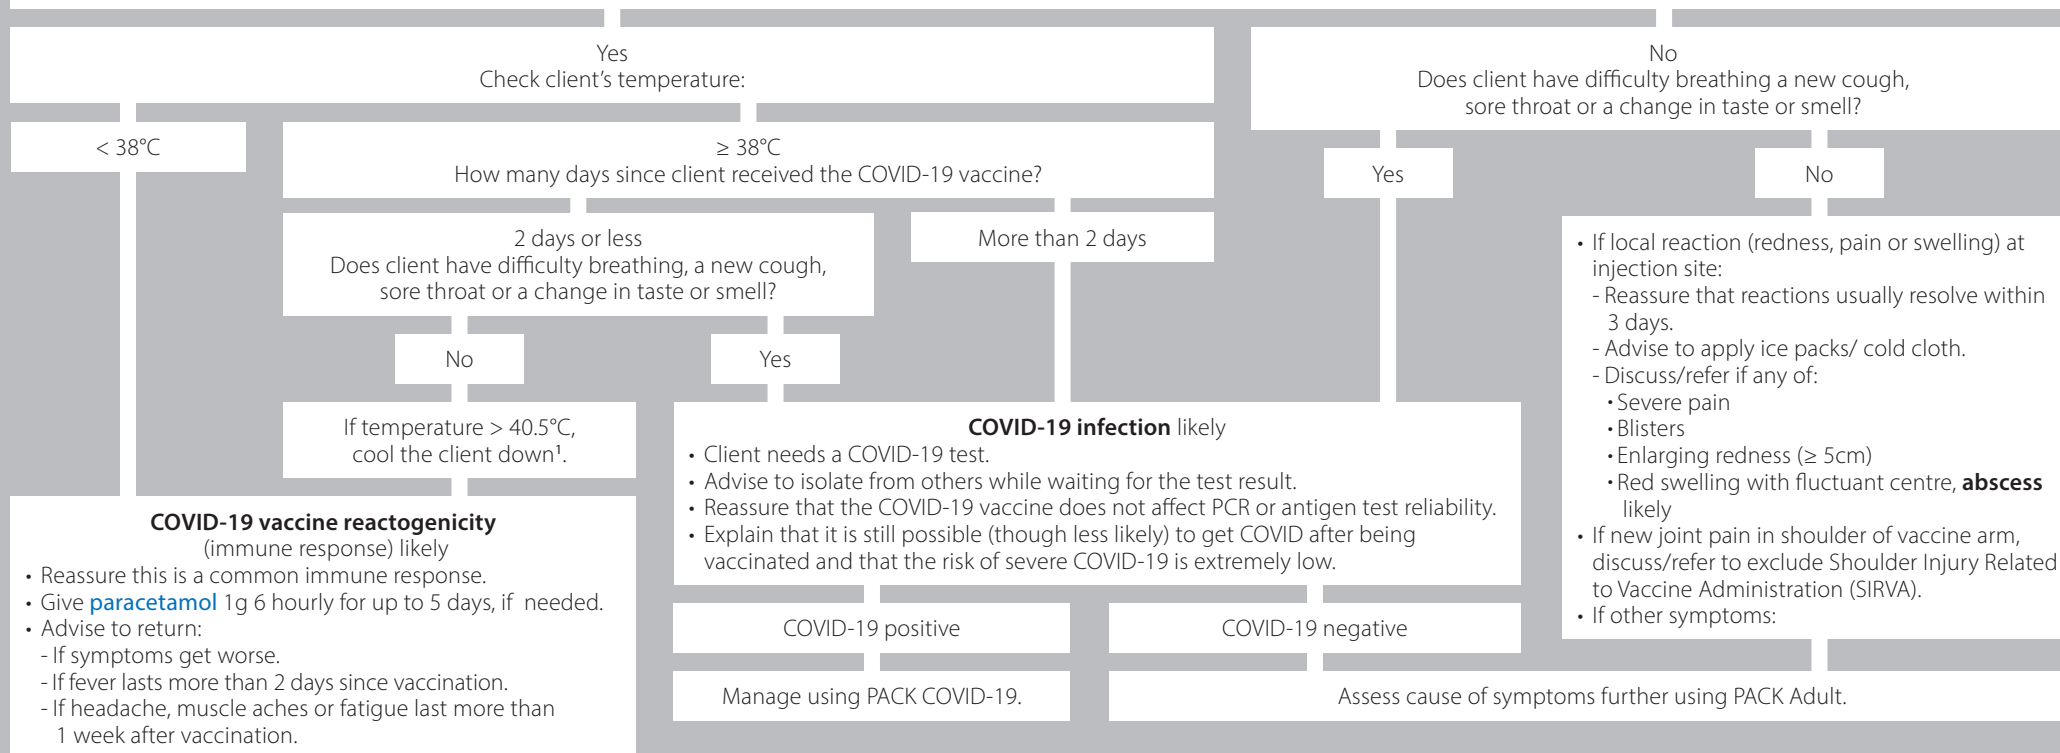 Yes
Check client's temperature:
No
Does client have difficulty breathing a new cough,
sore throat or a change in taste or smell?
< 38°C
≥ 38°C
How many days since client received the COVID-19 vaccine?
2 days or less
Does client have difficulty breathing, a new cough,
sore throat or a change in taste or smell?
More than 2 days
No
Yes
If temperature > 40.5°C,
cool the client down¹.
COVID-19 vaccine reactogenicity
(immune response) likely
• Reassure this is a common immune response.
• Give paracetamol 1g 6 hourly for up to 5 days, if needed.
• Advise to return:
- If symptoms get worse.
- If fever lasts more than 2 days since vaccination.
- If headache, muscle aches or fatigue last more than
1 week after vaccination.
Yes
No
COVID-19 infection likely
• Client needs a COVID-19 test.
• Advise to isolate from others while waiting for the test result.
• Reassure that the COVID-19 vaccine does not affect PCR or antigen test reliability.
• Explain that it is still possible (though less likely) to get COVID after being
vaccinated and that the risk of severe COVID-19 is extremely low.
COVID-19 positive
COVID-19 negative
Manage using PACK COVID-19.
• If local reaction (redness, pain or swelling) at
injection site:
- Reassure that reactions usually resolve within
3 days.
- Advise to apply ice packs/ cold cloth.
- Discuss/refer if any of:
• Severe pain
• Blisters
• Enlarging redness (≥ 5cm)
• Red swelling with fluctuant centre, abscess
likely
• If new joint pain in shoulder of vaccine arm,
discuss/refer to exclude Shoulder Injury Related
to Vaccine Administration (SIRVA).
• If other symptoms:
Assess cause of symptoms further using PACK Adult.